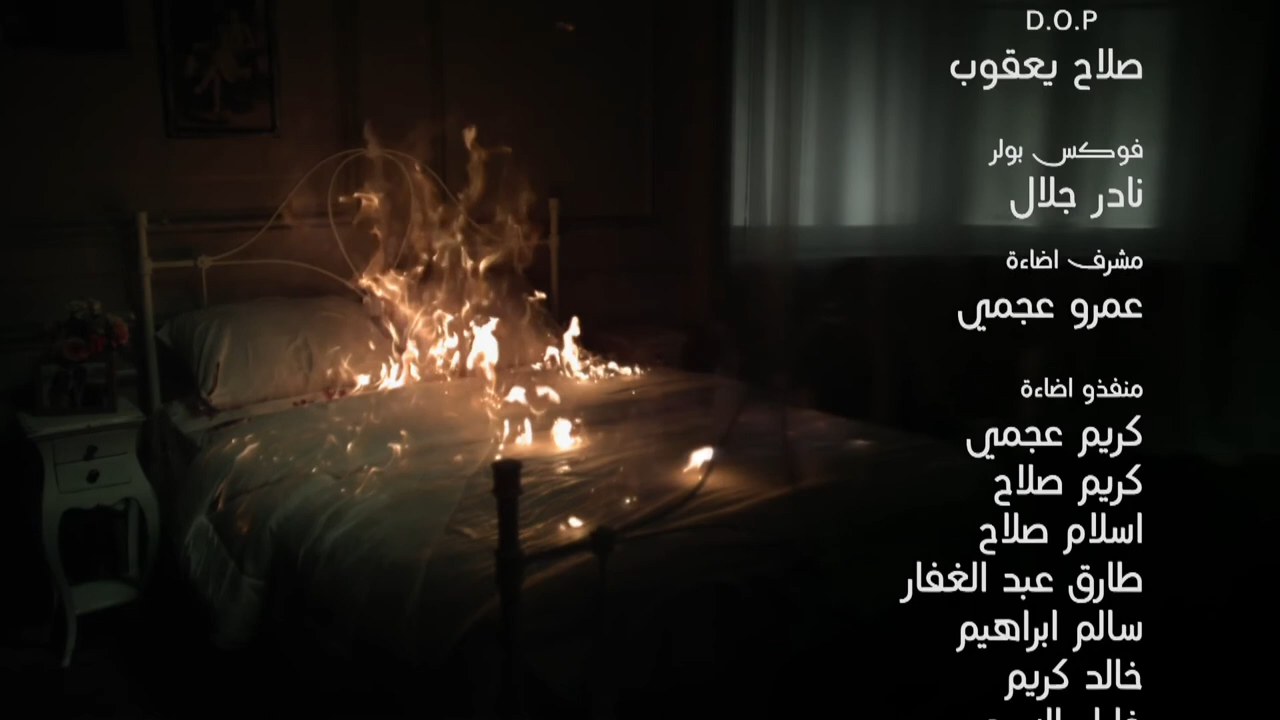 D.O.P
صلاح يعقوب
فوكس بولر
نادر جلال
مشرف اضاءة
عمرو عجمي
منفذو اضاءة
كريم عجمي
كريم صلاح
اسلام صلاح
طارق عبد الغفار
سالم ابراهيم
خالد كريم